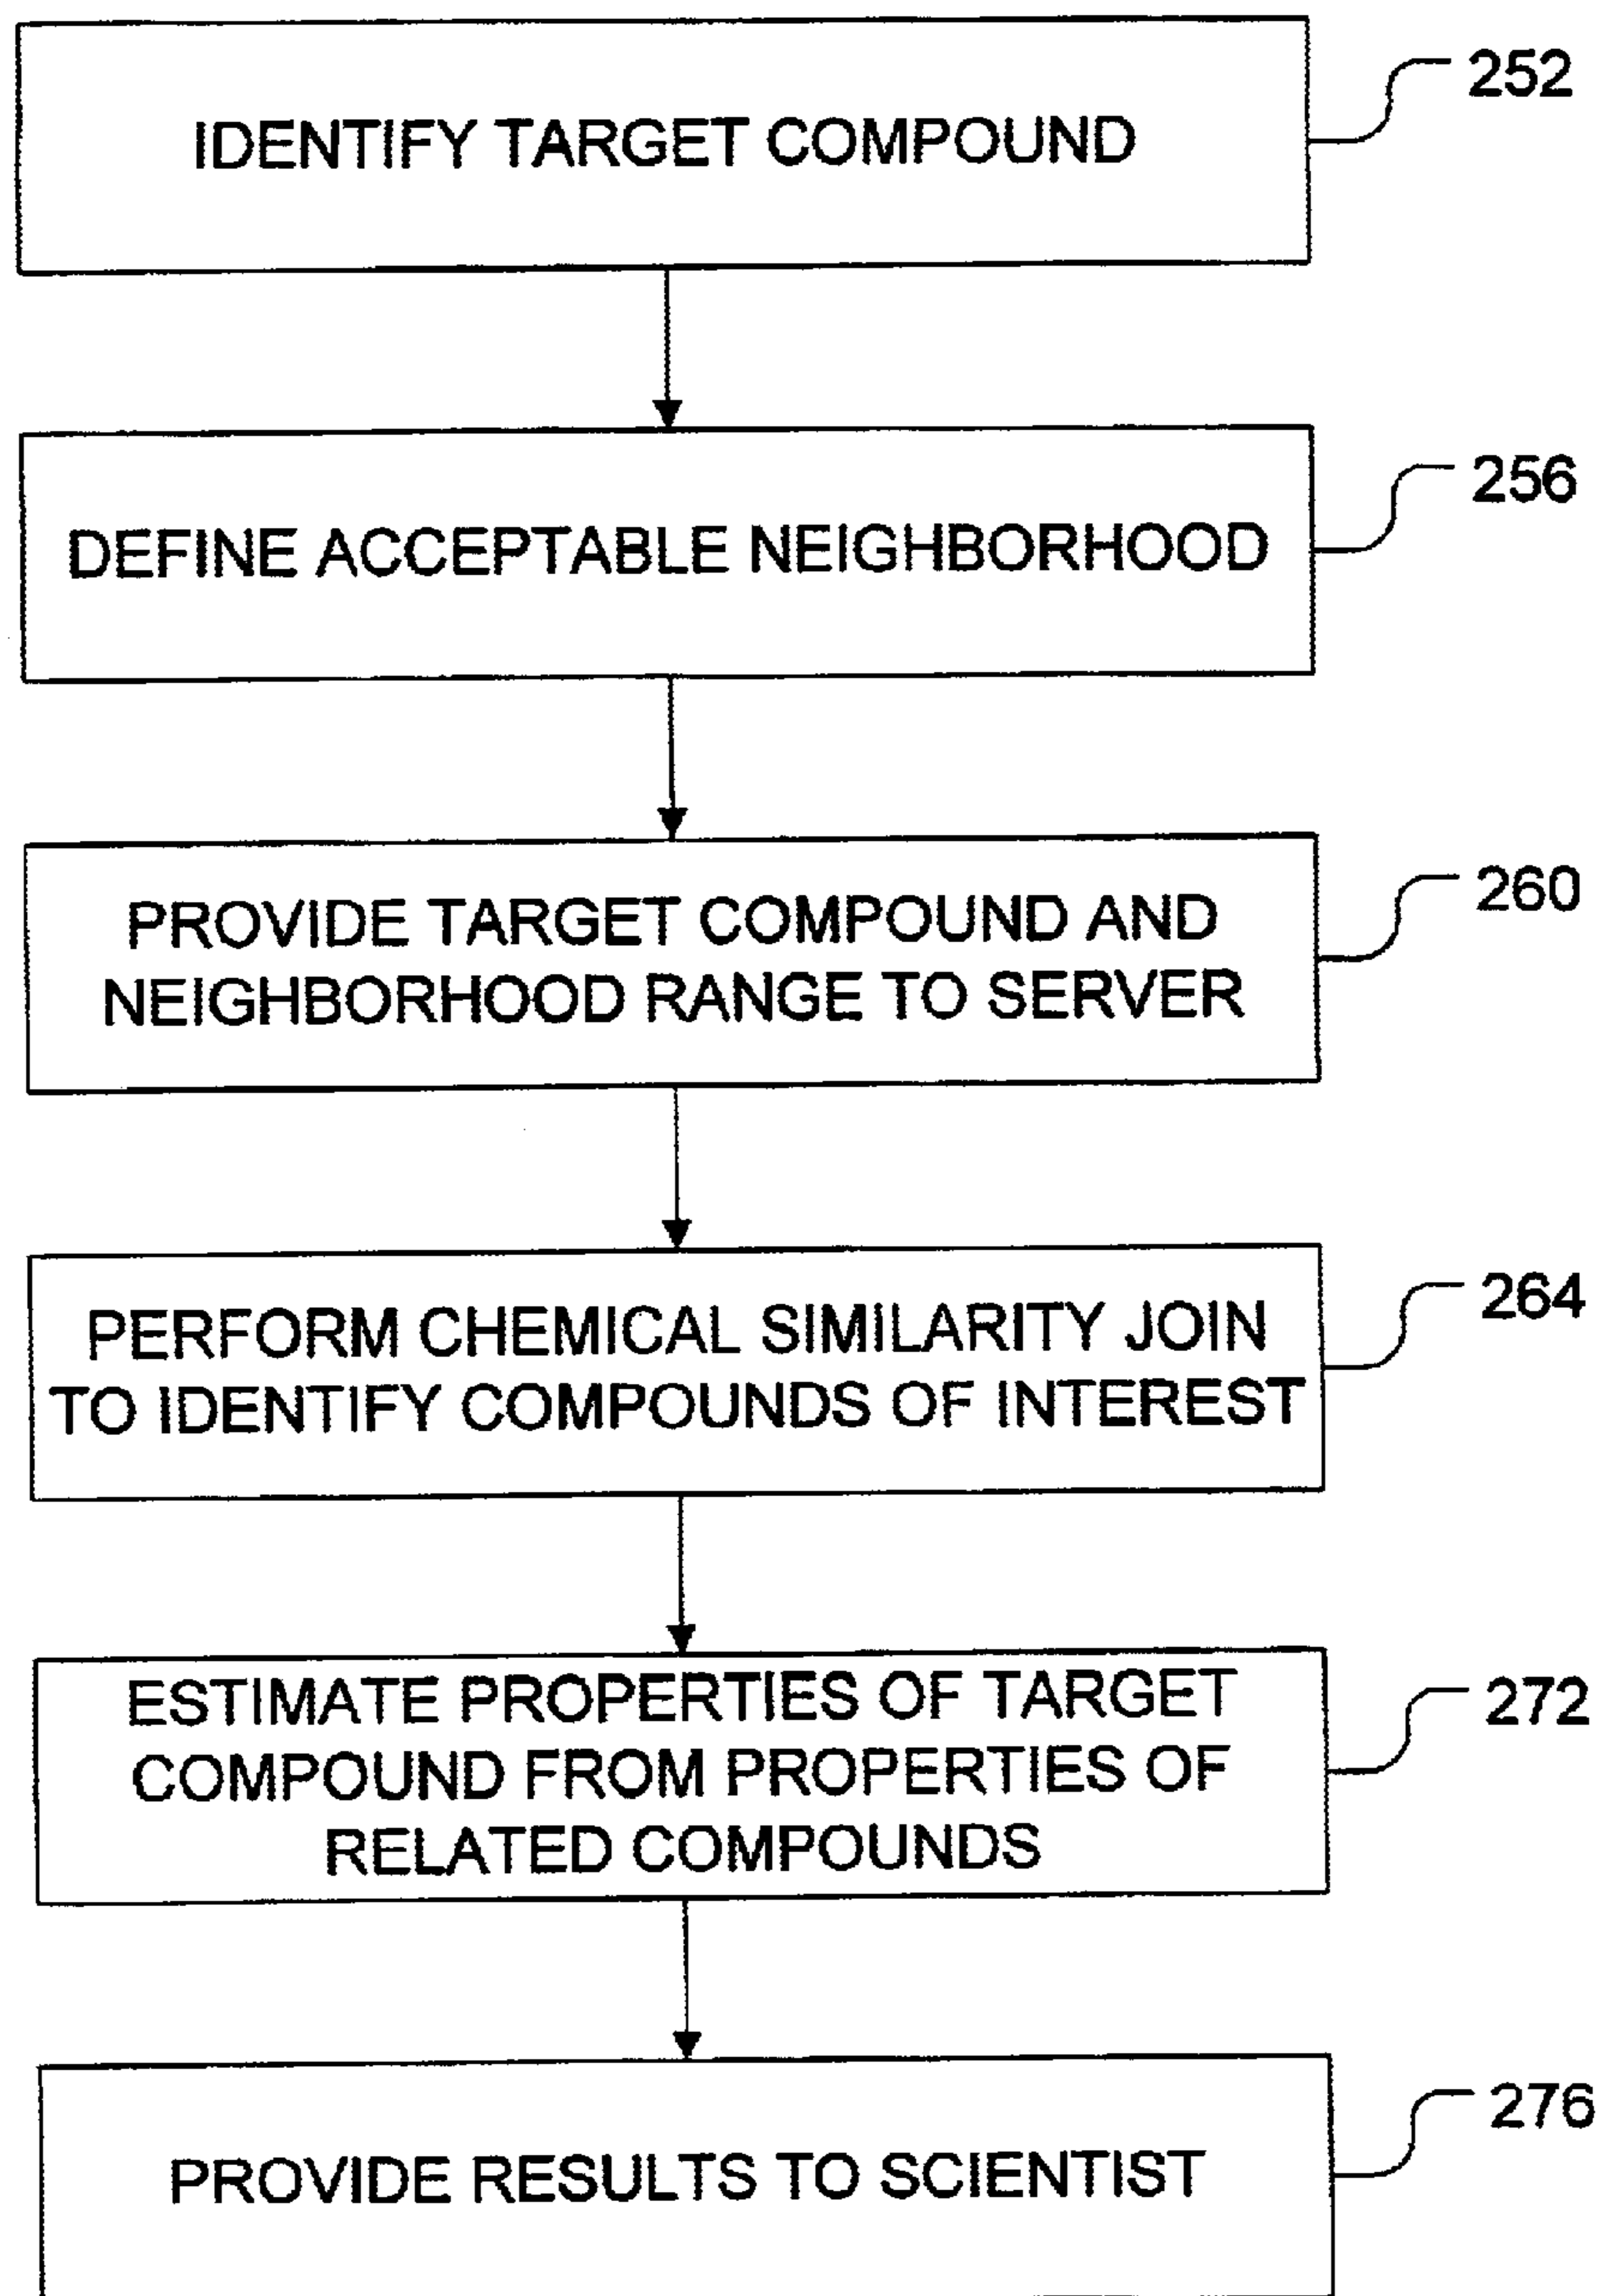 IDENTIFY TARGET COMPOUND
252
DEFINE ACCEPTABLE NEIGHBORHOOD
256
PROVIDE TARGET COMPOUND AND
NEIGHBORHOOD RANGE TO SERVER
260
PERFORM CHEMICAL SIMILARITY JOIN
TO IDENTIFY COMPOUNDS OF INTEREST
264
ESTIMATE PROPERTIES OF TARGET
COMPOUND FROM PROPERTIES OF
RELATED COMPOUNDS
272
PROVIDE RESULTS TO SCIENTIST
276